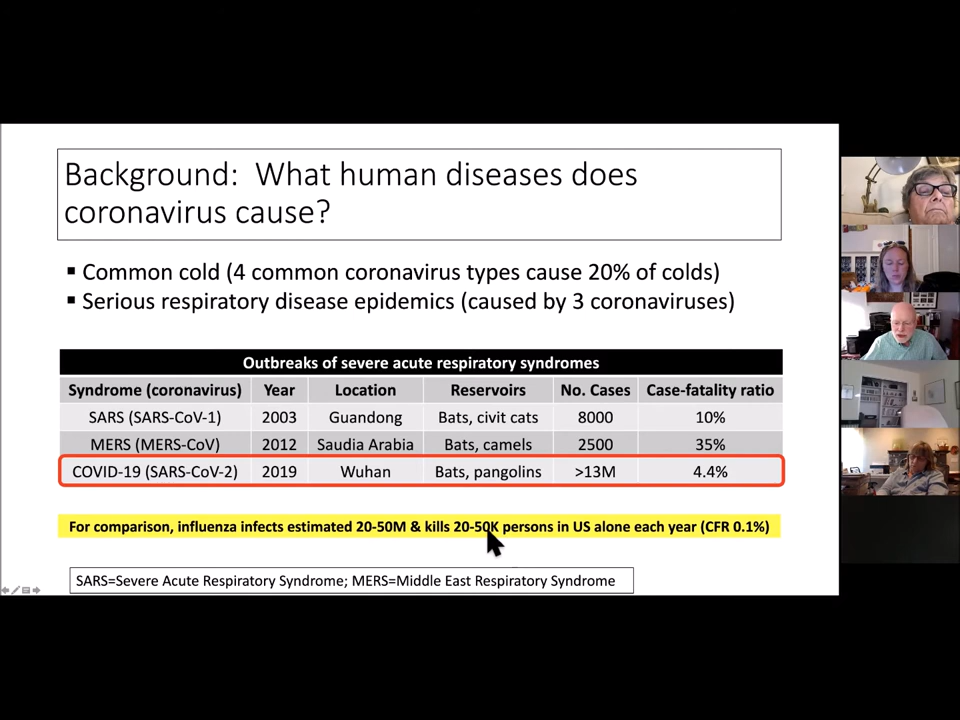 Background:  What human diseases does
coronavirus cause?
▪ Common cold (4 common coronavirus types cause 20% of colds)
▪ Serious respiratory disease epidemics (caused by 3 coronaviruses)
Outbreaks of severe acute respiratory syndromes
Syndrome (coronavirus) Year Location Reservoirs No. Cases Case-fatality ratio
SARS (SARS-CoV-1) 2003 Guandong Bats, civit cats 8000 10%
MERS (MERS-CoV) 2012 Saudia Arabia Bats, camels 2500 35%
COVID-19 (SARS-CoV-2) 2019 Wuhan Bats, pangolins >13M 4.4%
For comparison, influenza infects estimated 20-50M & kills 20-50K persons in US alone each year (CFR 0.1%)
SARS=Severe Acute Respiratory Syndrome; MERS=Middle East Respiratory Syndrome